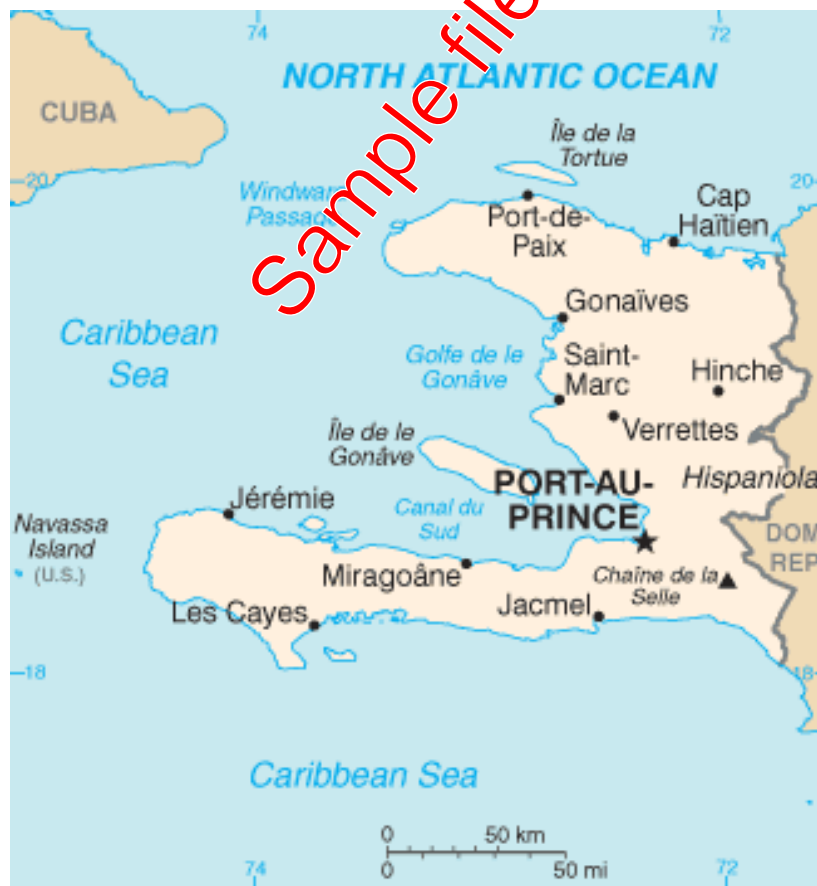 74
72
NORTH ATLANTIC OCEAN
CUBA
Sample file
Île de la
Tortue
20
20
Windward
Passage
Cap
Haïtien
Port-de-
Paix
Gonaïves
Caribbean
Sea
Golfe de le
Gonâve
Saint-
Marc
Hinche
Verrettes
Île de le
Gonâve
PORT-AU-
PRINCE
Hispaniola
Jérémie
Canal du
Sud
Navassa
Island
(U.S.)
DOM
REP
Miragoâne
Chaîne de la
Selle
Les Cayes
Jacmel
18
18
Caribbean Sea
0
50 km
0
50 mi
74
72